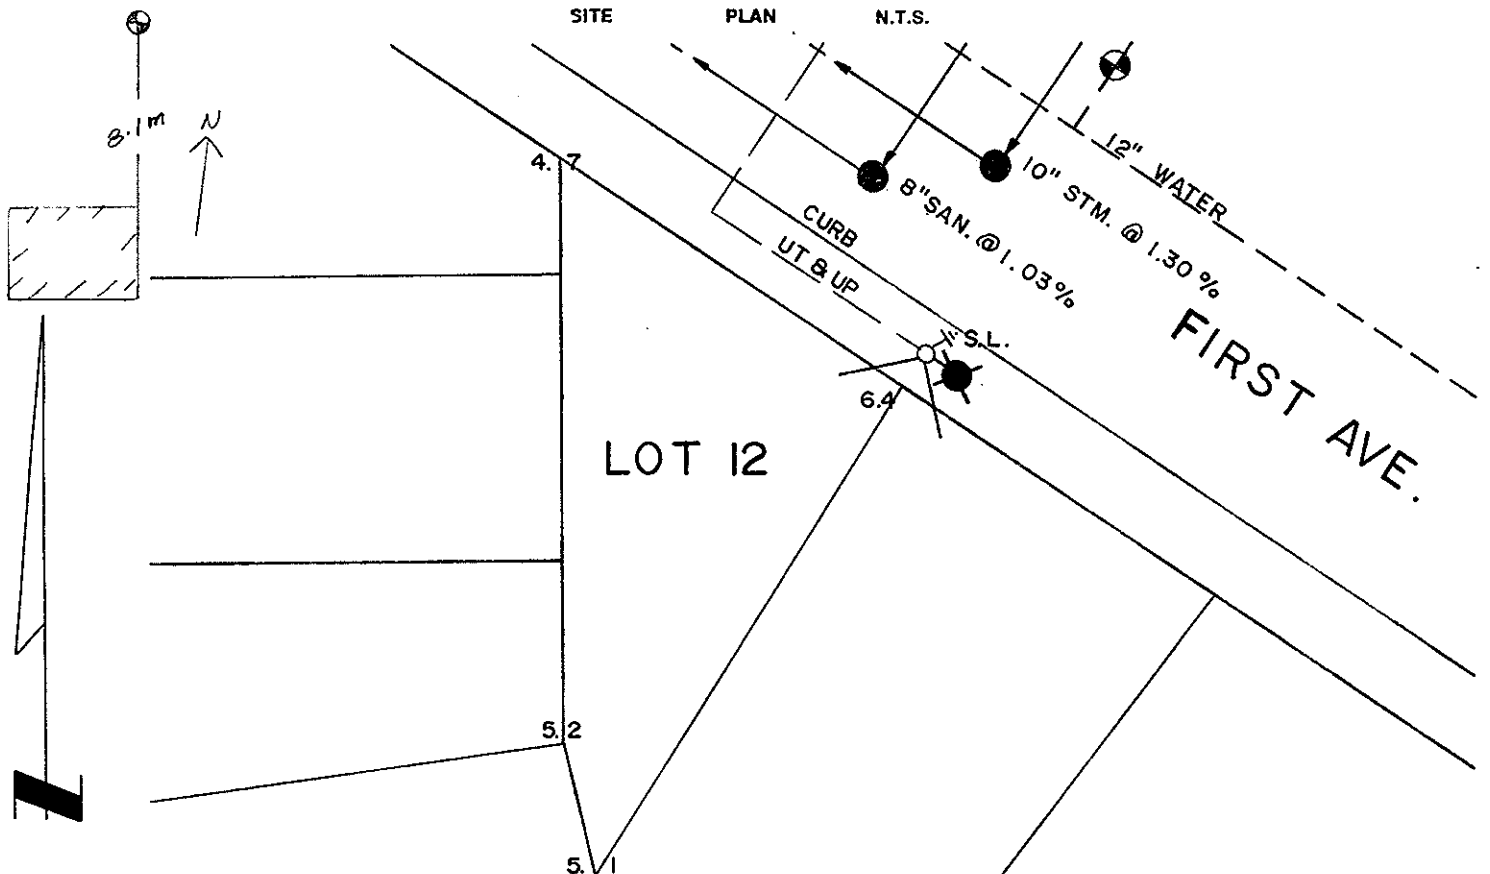 SITE PLAN N.T.S.
8.1m
N
4.7
12" WATER
10" STM. @ 1.30 %
8" SAN. @ 1.03%
CURB
UT & UP
S.L.
FIRST AVE.
6.4
LOT 12
5.2
N
5.1